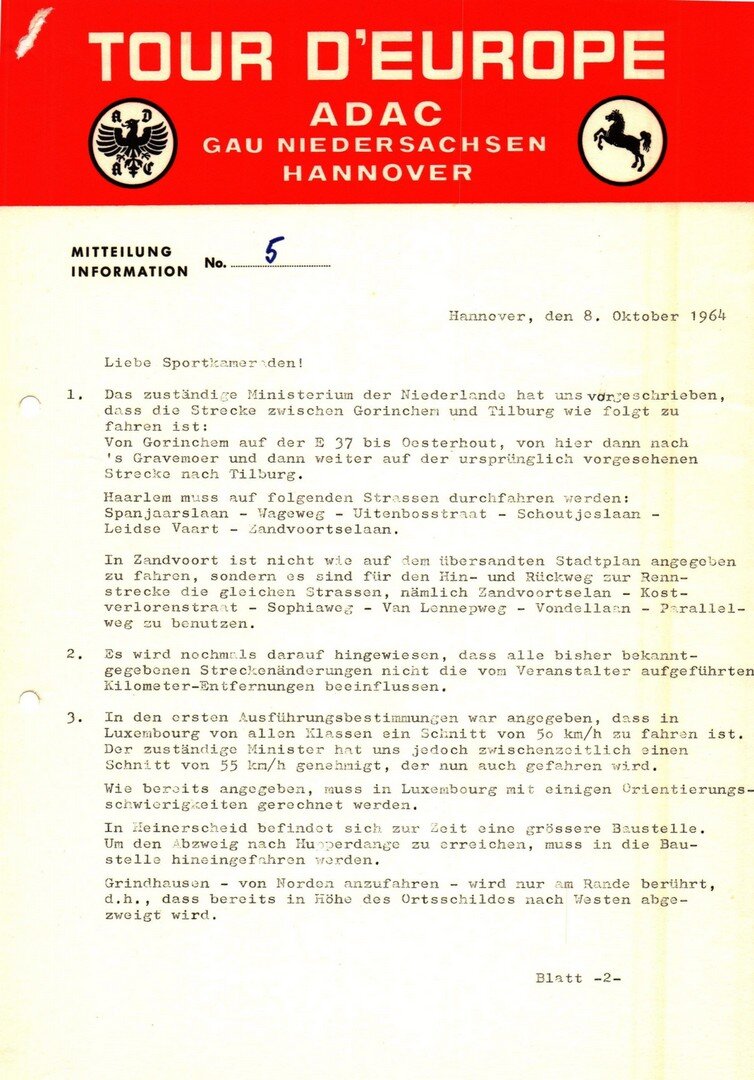 TOUR D'EUROPE
ADAC
GAU NIEDERSACHSEN
HANNOVER
A D
A C
MITTEILUNG
INFORMATION No. 5
Hannover, den 8. Oktober 1964
Liebe Sportkameraden!
1. Das zuständige Ministerium der Niederlande hat uns vorgeschrieben,
dass die Strecke zwischen Gorinchem und Tilburg wie folgt zu
fahren ist:
Von Gorinchem auf der E 37 bis Oosterhout, von hier dann nach
's Gravemoer und dann weiter auf der ursprünglich vorgesehenen
Strecke nach Tilburg.
Haarlem muss auf folgenden Strassen durchfahren werden:
Spanjaarslaan - Wageweg - Uitenbosstraat - Schoutjeslaan -
Leidse Vaart - Zandvoortselaan.
In Zandvoort ist nicht wie auf dem übersandten Stadtplan angegeben
zu fahren, sondern es sind für den Hin- und Rückweg zur Renn-
strecke die gleichen Strassen, nämlich Zandvoortselan - Kost-
verlorenstraat - Sophiaweg - Van Lennepweg - Vondellaan - Parallel-
weg zu benutzen.
2. Es wird nochmals darauf hingewiesen, dass alle bisher bekannt-
gegebenen Streckenänderungen nicht die vom Veranstalter aufgeführten
Kilometer-Entfernungen beeinflussen.
3. In den ersten Ausführungsbestimmungen war angegeben, dass in
Luxembourg von allen Klassen ein Schnitt von 50 km/h zu fahren ist.
Der zuständige Minister hat uns jedoch zwischenzeitlich einen
Schnitt von 55 km/h genehmigt, der nun auch gefahren wird.
Wie bereits angegeben, muss in Luxembourg mit einigen Orientierungs-
schwierigkeiten gerechnet werden.
In Heinerscheid befindet sich zur Zeit eine grössere Baustelle.
Um den Abzweig nach Hupperdange zu erreichen, muss in die Bau-
stelle hineingefahren werden.
Grindhausen - von Norden anzufahren - wird nur am Rande berührt,
d.h., dass bereits in Höhe des Ortsschildes nach Westen abge-
zweigt wird.
Blatt -2-